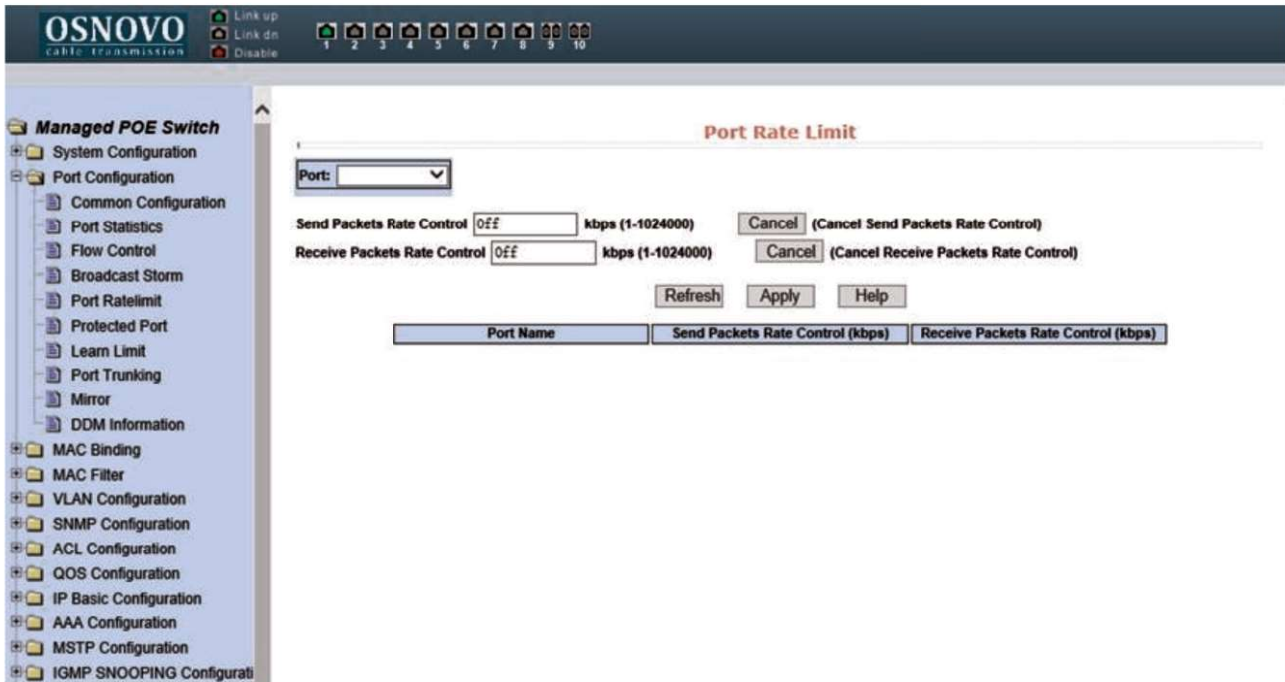 OSNOVO
cable transmission
Link up
Link dn
Disable
1 2 3 4 5 6 7 8 9 10
Managed POE Switch
System Configuration
Port Configuration
Common Configuration
Port Statistics
Flow Control
Broadcast Storm
Port Ratelimit
Protected Port
Learn Limit
Port Trunking
Mirror
DDM Information
MAC Binding
MAC Filter
VLAN Configuration
SNMP Configuration
ACL Configuration
QOS Configuration
IP Basic Configuration
AAA Configuration
MSTP Configuration
IGMP SNOOPING Configurati
Port Rate Limit
Port:
Send Packets Rate Control Off kbps (1-1024000) Cancel (Cancel Send Packets Rate Control)
Receive Packets Rate Control Off kbps (1-1024000) Cancel (Cancel Receive Packets Rate Control)
Refresh Apply Help
Port Name Send Packets Rate Control (kbps) Receive Packets Rate Control (kbps)